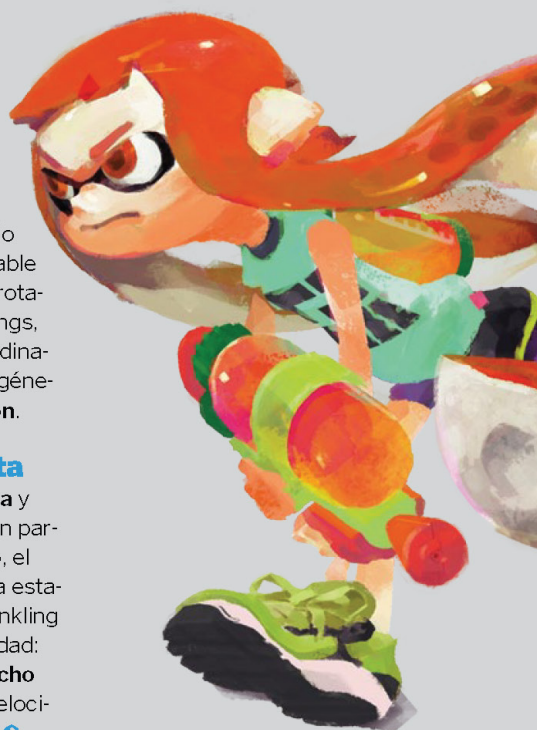 o
able
rota-
ngs,
dina-
géne-
on.
ta
a y
n par-
, el
a esta-
nkling
dad:
cho
eloci-